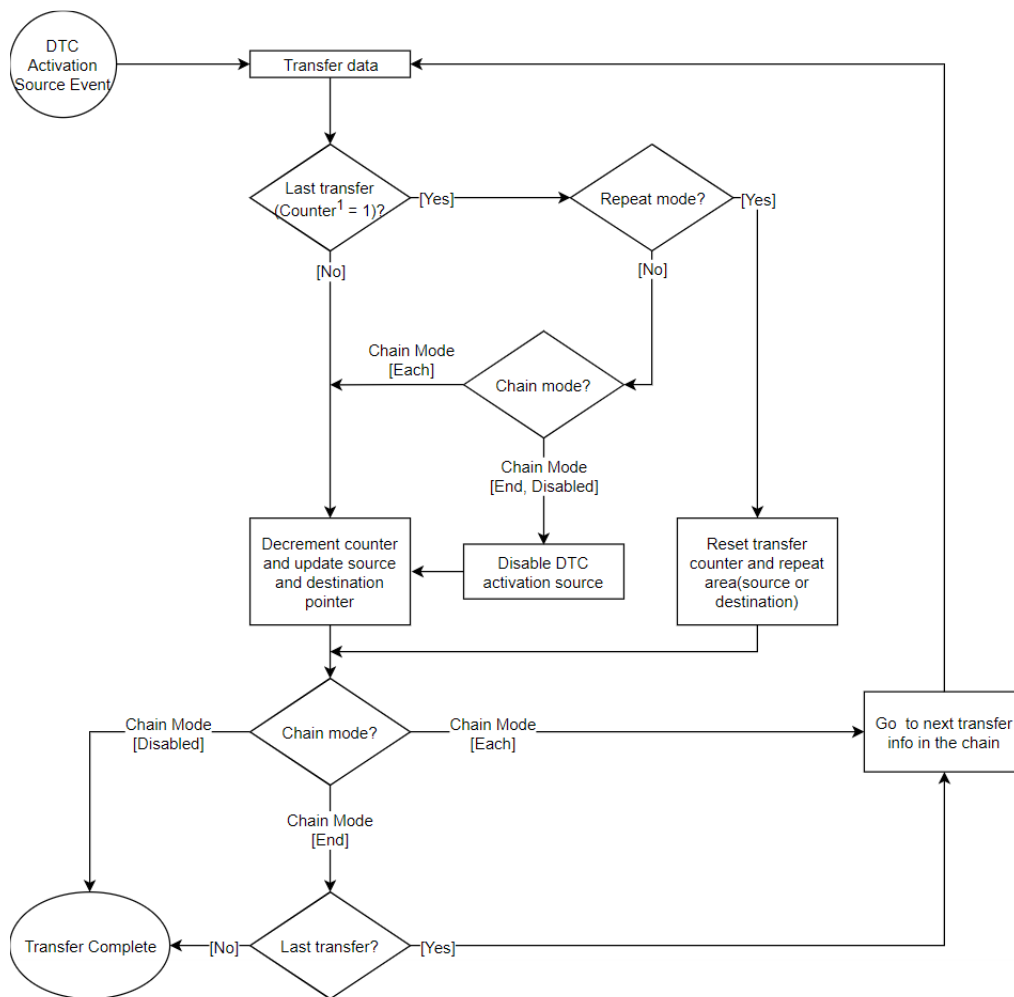 DTC
Activation
Source Event
Transfer data
Last transfer
(Counter¹ = 1)?
[Yes]
Repeat mode?
[Yes]
[No]
[No]
Chain Mode
[Each]
Chain mode?
Chain Mode
[End, Disabled]
Decrement counter
and update source
and destination
pointer
Disable DTC
activation source
Reset transfer
counter and repeat
area(source or
destination)
Chain Mode
[Disabled]
Chain mode?
Chain Mode
[Each]
Go to next transfer
info in the chain
Chain Mode
[End]
Transfer Complete
[No]
Last transfer?
[Yes]